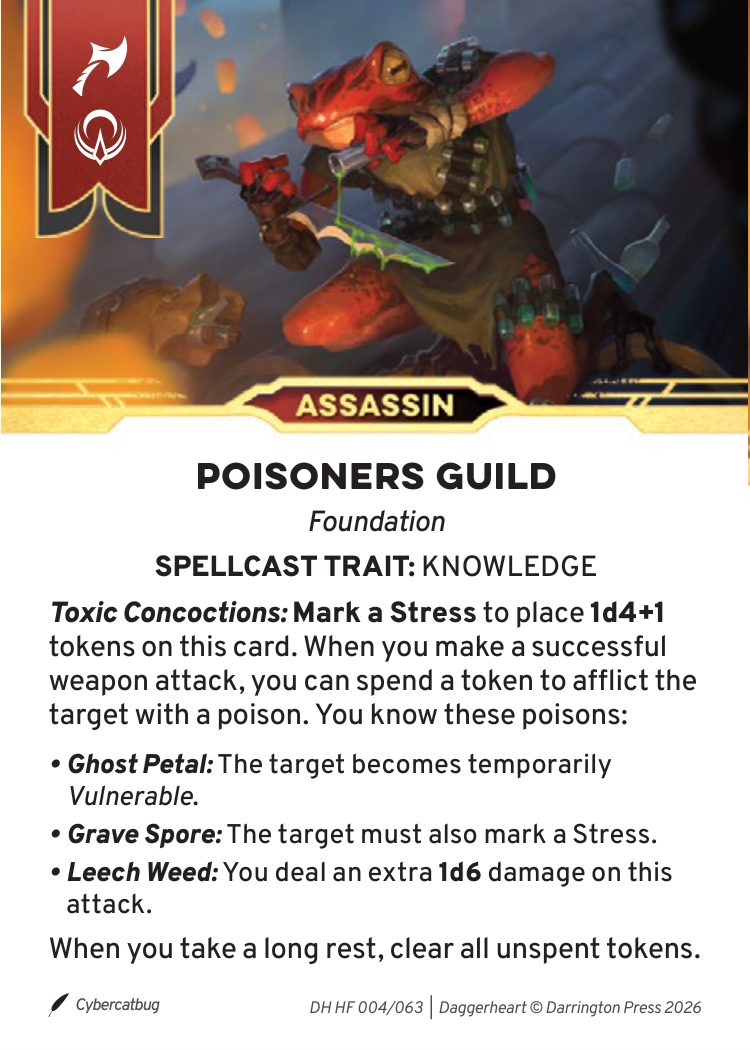 ASSASSIN
POISONERS GUILD
Foundation
SPELLCAST TRAIT: KNOWLEDGE
Toxic Concoctions: Mark a Stress to place 1d4+1
tokens on this card. When you make a successful
weapon attack, you can spend a token to afflict the
target with a poison. You know these poisons:
• Ghost Petal: The target becomes temporarily
Vulnerable.
• Grave Spore: The target must also mark a Stress.
• Leech Weed: You deal an extra 1d6 damage on this
attack.
When you take a long rest, clear all unspent tokens.
Cybercatbug
DH HF 004/063 | Daggerheart © Darrington Press 2026